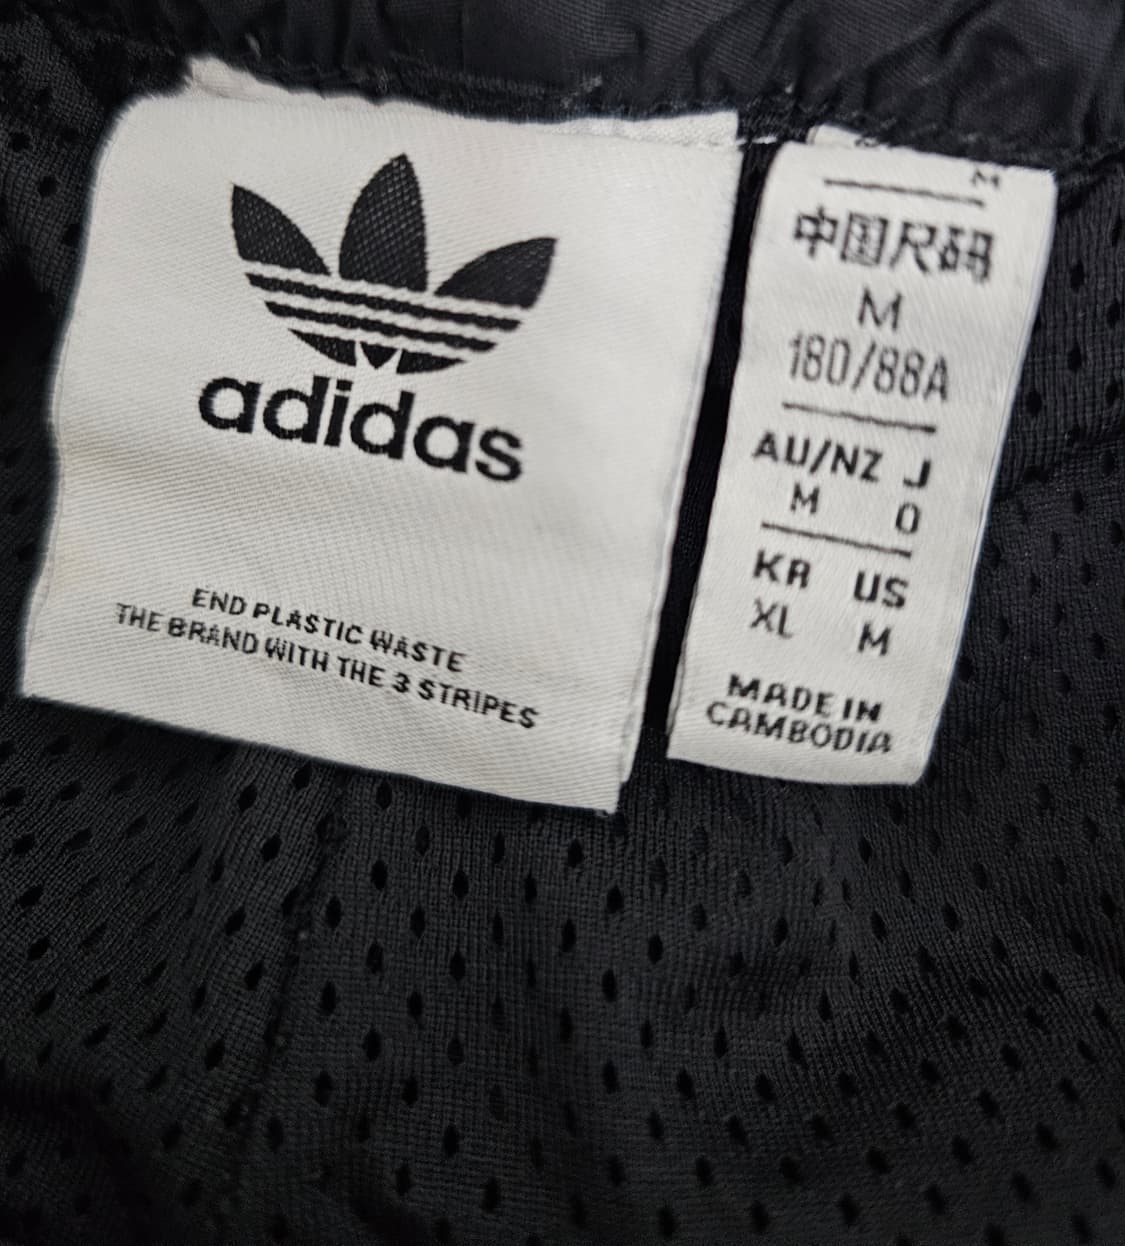 adidas
END PLASTIC WASTE
THE BRAND WITH THE 3 STRIPES
中国尺码
M
180/88A
AU/NZ J
M O
KR US
XL M
MADE IN
CAMBODIA